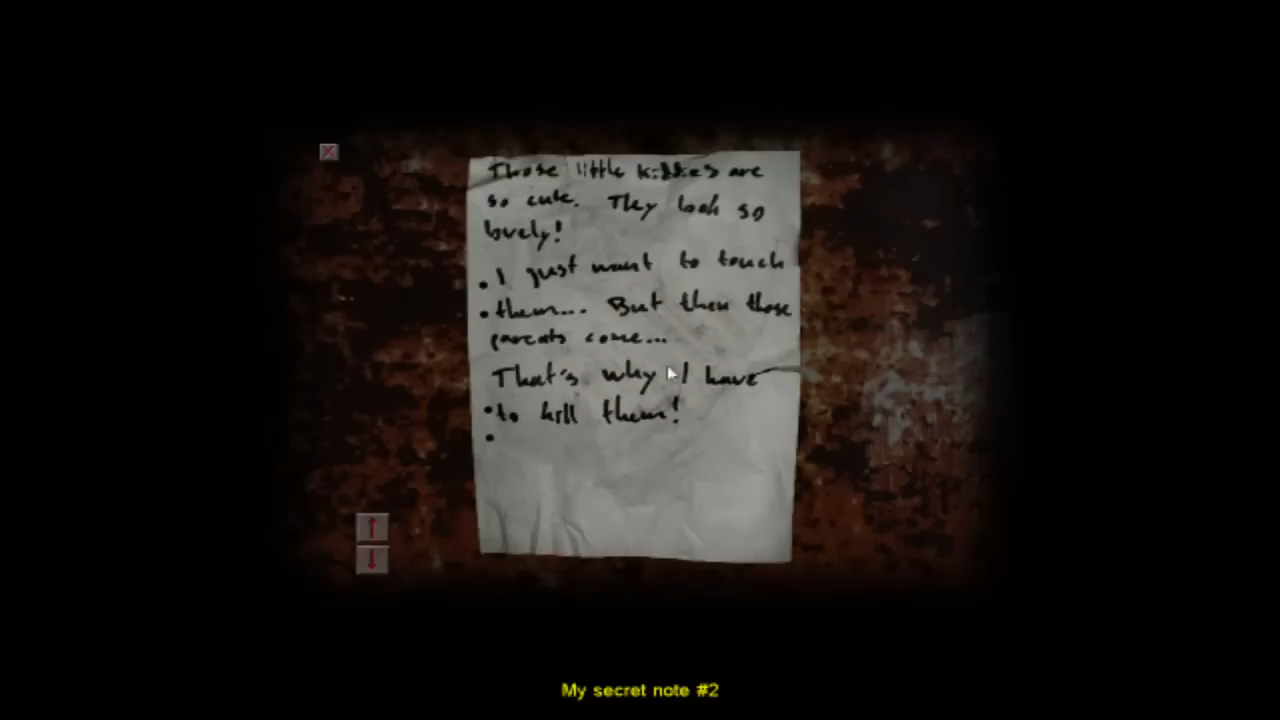 Those little kiddies are
so cute. They look so
lovely!
• I just want to touch
• them... But then those
parents come...
That's why I have
• to kill them!
•
My secret note #2